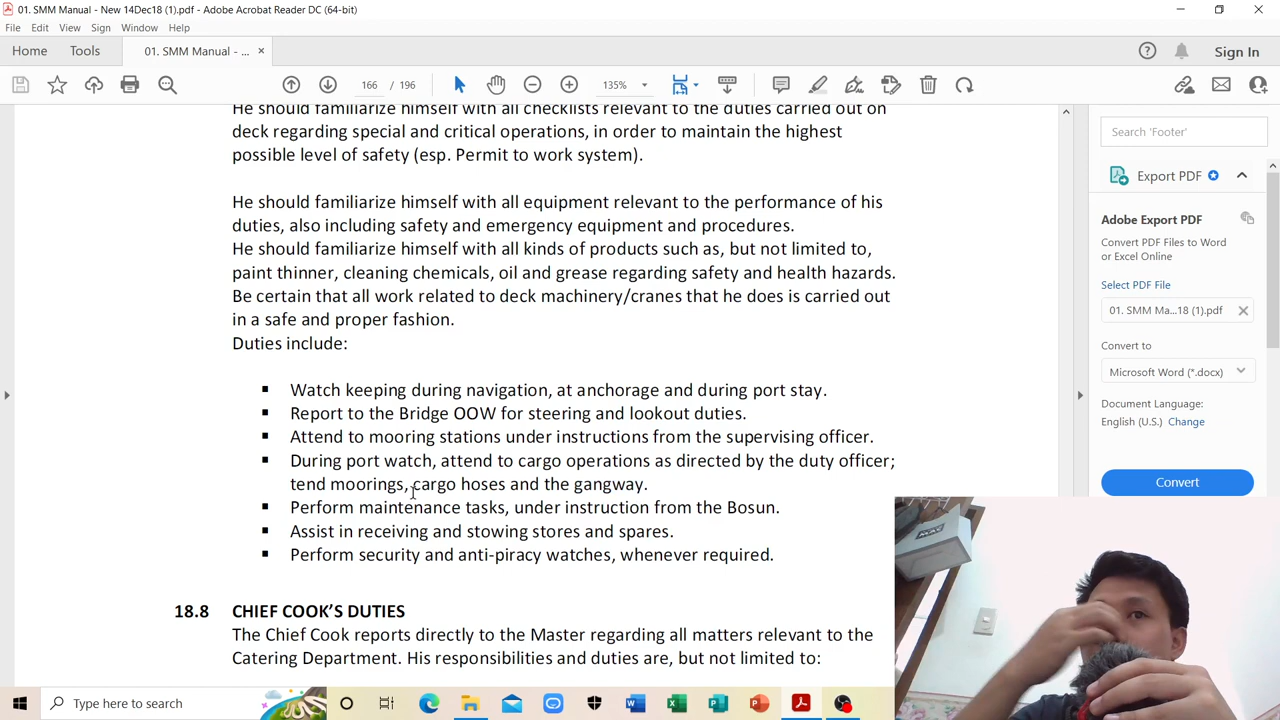 01. SMM Manual - New 14Dec18 (1).pdf - Adobe Acrobat Reader DC (64-bit)
File Edit View Sign Window Help
Home Tools 01. SMM Manual - ... × Sign In
166 / 196 135%
He should familiarize himself with all checklists relevant to the duties carried out on
deck regarding special and critical operations, in order to maintain the highest
possible level of safety (esp. Permit to work system).
He should familiarize himself with all equipment relevant to the performance of his
duties, also including safety and emergency equipment and procedures.
He should familiarize himself with all kinds of products such as, but not limited to,
paint thinner, cleaning chemicals, oil and grease regarding safety and health hazards.
Be certain that all work related to deck machinery/cranes that he does is carried out
in a safe and proper fashion.
Duties include:
▪ Watch keeping during navigation, at anchorage and during port stay.
▪ Report to the Bridge OOW for steering and lookout duties.
▪ Attend to mooring stations under instructions from the supervising officer.
▪ During port watch, attend to cargo operations as directed by the duty officer;
tend moorings, cargo hoses and the gangway.
▪ Perform maintenance tasks, under instruction from the Bosun.
▪ Assist in receiving and stowing stores and spares.
▪ Perform security and anti-piracy watches, whenever required.
18.8 CHIEF COOK'S DUTIES
The Chief Cook reports directly to the Master regarding all matters relevant to the
Catering Department. His responsibilities and duties are, but not limited to:
Search 'Footer'
Export PDF
Adobe Export PDF
Convert PDF Files to Word
or Excel Online
Select PDF File
01. SMM Ma...18 (1).pdf
Convert to
Microsoft Word (*.docx)
Document Language:
English (U.S.) Change
Convert
Type here to search